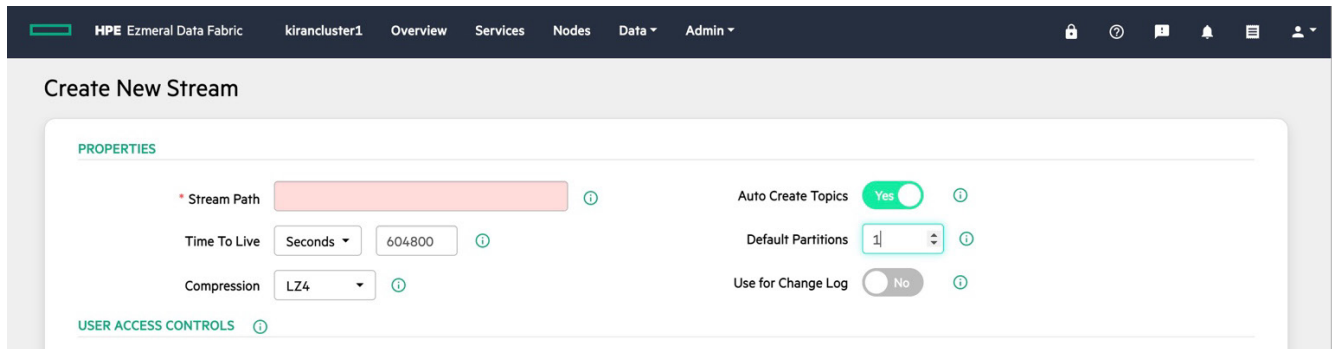 HPE Ezmeral Data Fabric kirancluster1 Overview Services Nodes Data Admin
Create New Stream
PROPERTIES
* Stream Path
Auto Create Topics Yes
Time To Live Seconds 604800
Default Partitions 1
Compression LZ4
Use for Change Log No
USER ACCESS CONTROLS